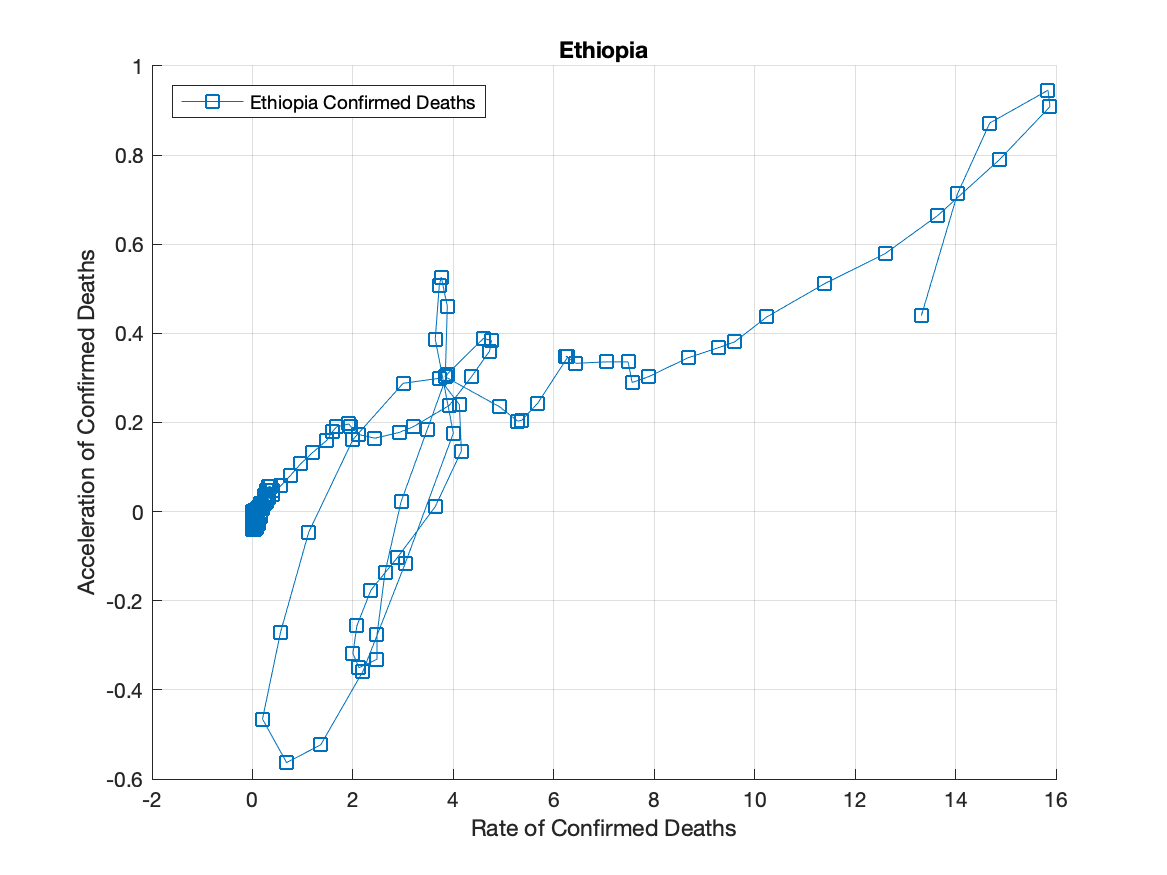 Ethiopia
Ethiopia Confirmed Deaths
1
0.8
0.6
0.4
0.2
0
-0.2
-0.4
-0.6
Acceleration of Confirmed Deaths
-2 0 2 4 6 8 10 12 14 16
Rate of Confirmed Deaths